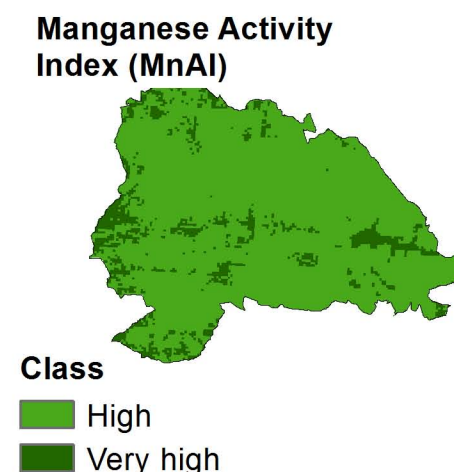 Manganese Activity
Index (MnAI)
Class
High
Very high